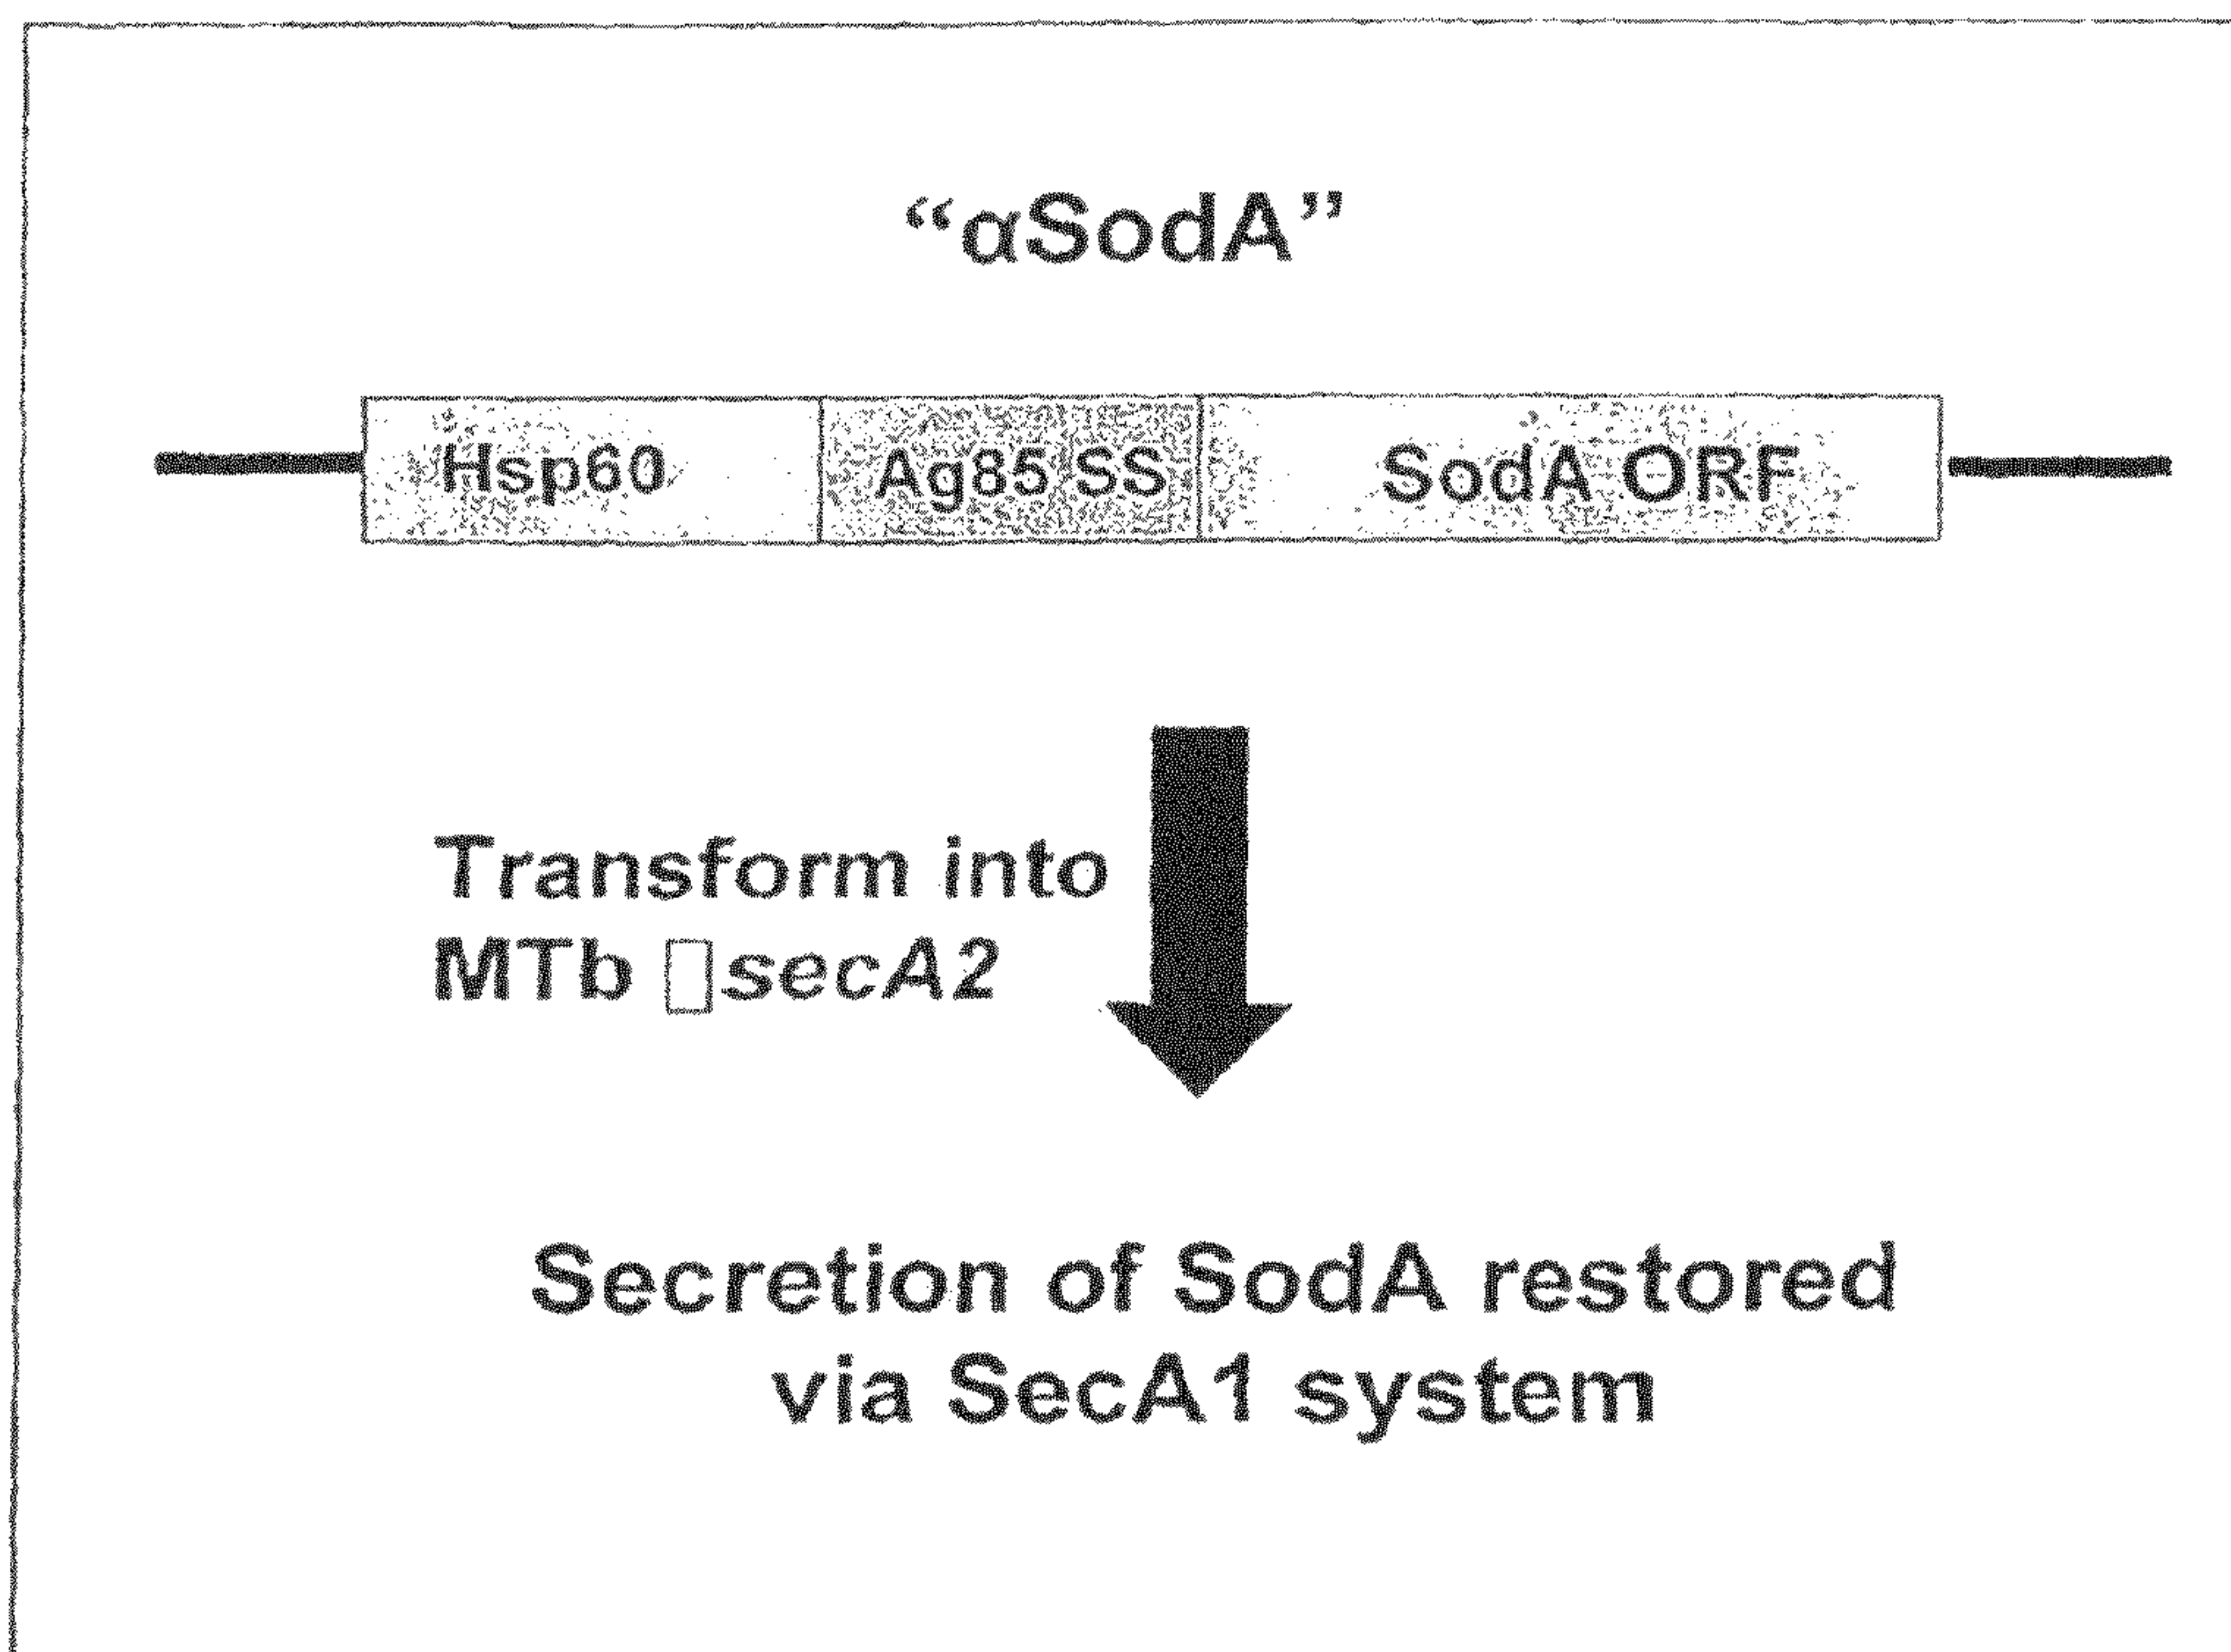 “αSodA”
Hsp60 Ag85 SS SodA ORF
Transform into
MTb □secA2
Secretion of SodA restored
via SecA1 system